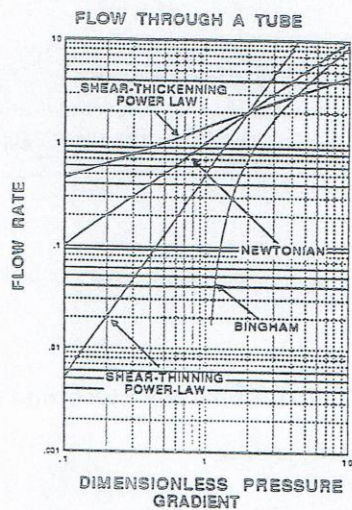 FLOW THROUGH A TUBE
10
SHEAR-THICKENNING
POWER LAW
1
FLOW RATE
.1
NEWTONIAN
BINGHAM
.01
SHEAR-THINNING
POWER-LAW
.001
.1
1
10
DIMENSIONLESS PRESSURE
GRADIENT